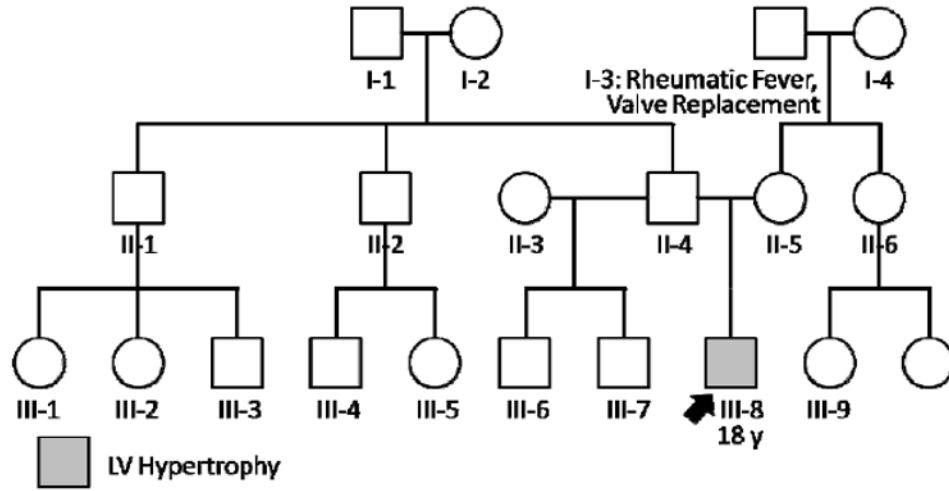 I-1
I-2
I-3: Rheumatic Fever,
Valve Replacement
I-4
II-1
II-2
II-3
II-4
II-5
II-6
III-1
III-2
III-3
III-4
III-5
III-6
III-7
III-8
18 y
III-9
LV Hypertrophy